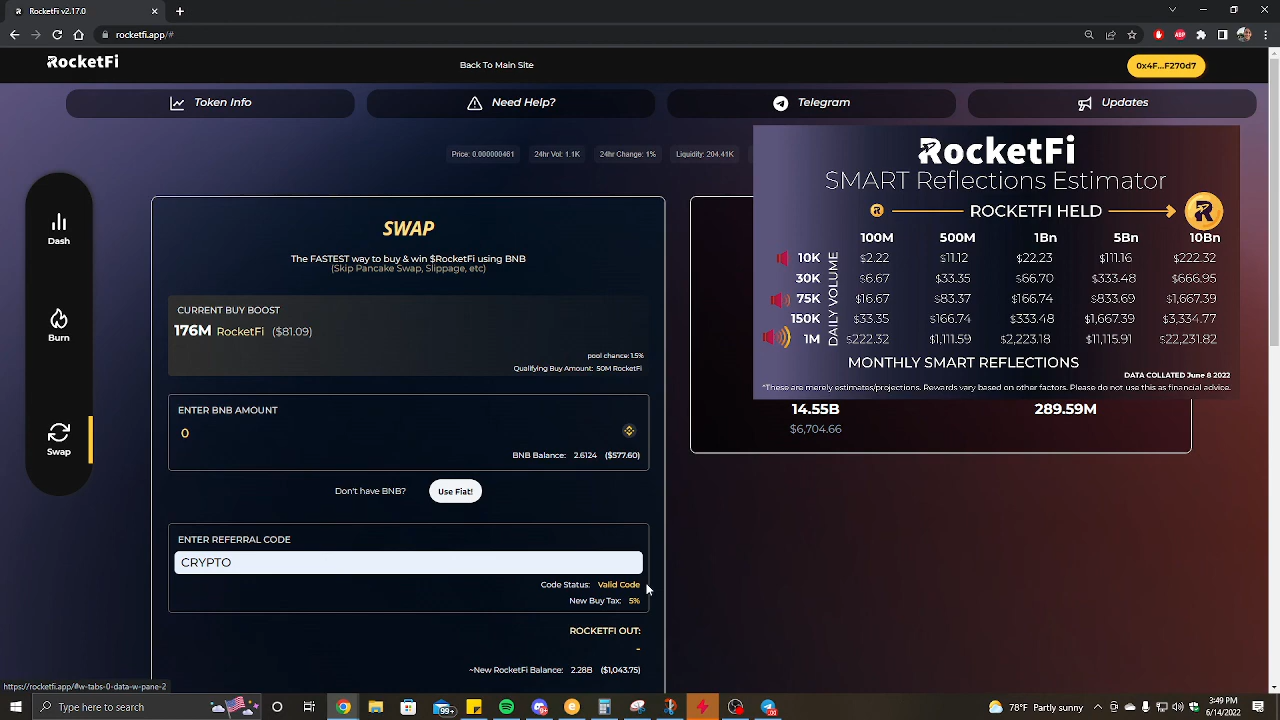 RocketFi v2.17.0
rocketfi.app/#
RocketFi
Back To Main Site
0x4F...F270d7
Token Info
Need Help?
Telegram
Updates
Price: 0.000000461
24hr Vol: 1.1K
24hr Change: 1%
Liquidity: 204.41K
Dash
Burn
Swap
SWAP
The FASTEST way to buy & win $RocketFi using BNB
(Skip Pancake Swap, Slippage, etc)
CURRENT BUY BOOST
176M RocketFi ($81.09)
pool chance: 1.5%
Qualifying Buy Amount: 50M RocketFi
ENTER BNB AMOUNT
0
BNB Balance: 2.6124 ($577.60)
Don't have BNB?
Use Fiat!
ENTER REFERRAL CODE
CRYPTO
Code Status: Valid Code
New Buy Tax: 5%
ROCKETFI OUT:
-
~New RocketFi Balance: 2.28B ($1,043.75)
RocketFi
SMART Reflections Estimator
ROCKETFI HELD
100M 500M 1Bn 5Bn 10Bn
DAILY VOLUME
10K $2.22 $11.12 $22.23 $111.16 $222.32
30K $6.67 $33.35 $66.70 $333.48 $666.95
75K $16.67 $83.37 $166.74 $833.69 $1,667.38
150K $33.35 $166.74 $333.48 $1,667.39 $3,334.77
1M $222.32 $1,111.59 $2,223.18 $11,115.91 $22,231.82
MONTHLY SMART REFLECTIONS
DATA COLLATED June 8 2022
*These are merely estimates/projections. Rewards vary based on other factors. Please do not use this as financial advice.
14.55B
$6,704.66
289.59M
https://rocketfi.app/#w-tabs-0-data-w-pane-2
Type here to search
99+
78°F Partly sunny
3:49 PM
6/14/2022